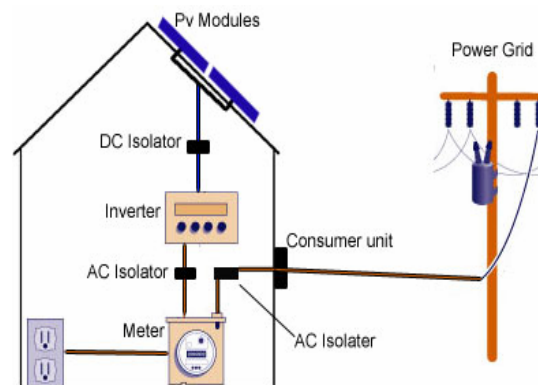 Pv Modules
Power Grid
DC Isolator
Inverter
Consumer unit
AC Isolator
Meter
AC Isolater